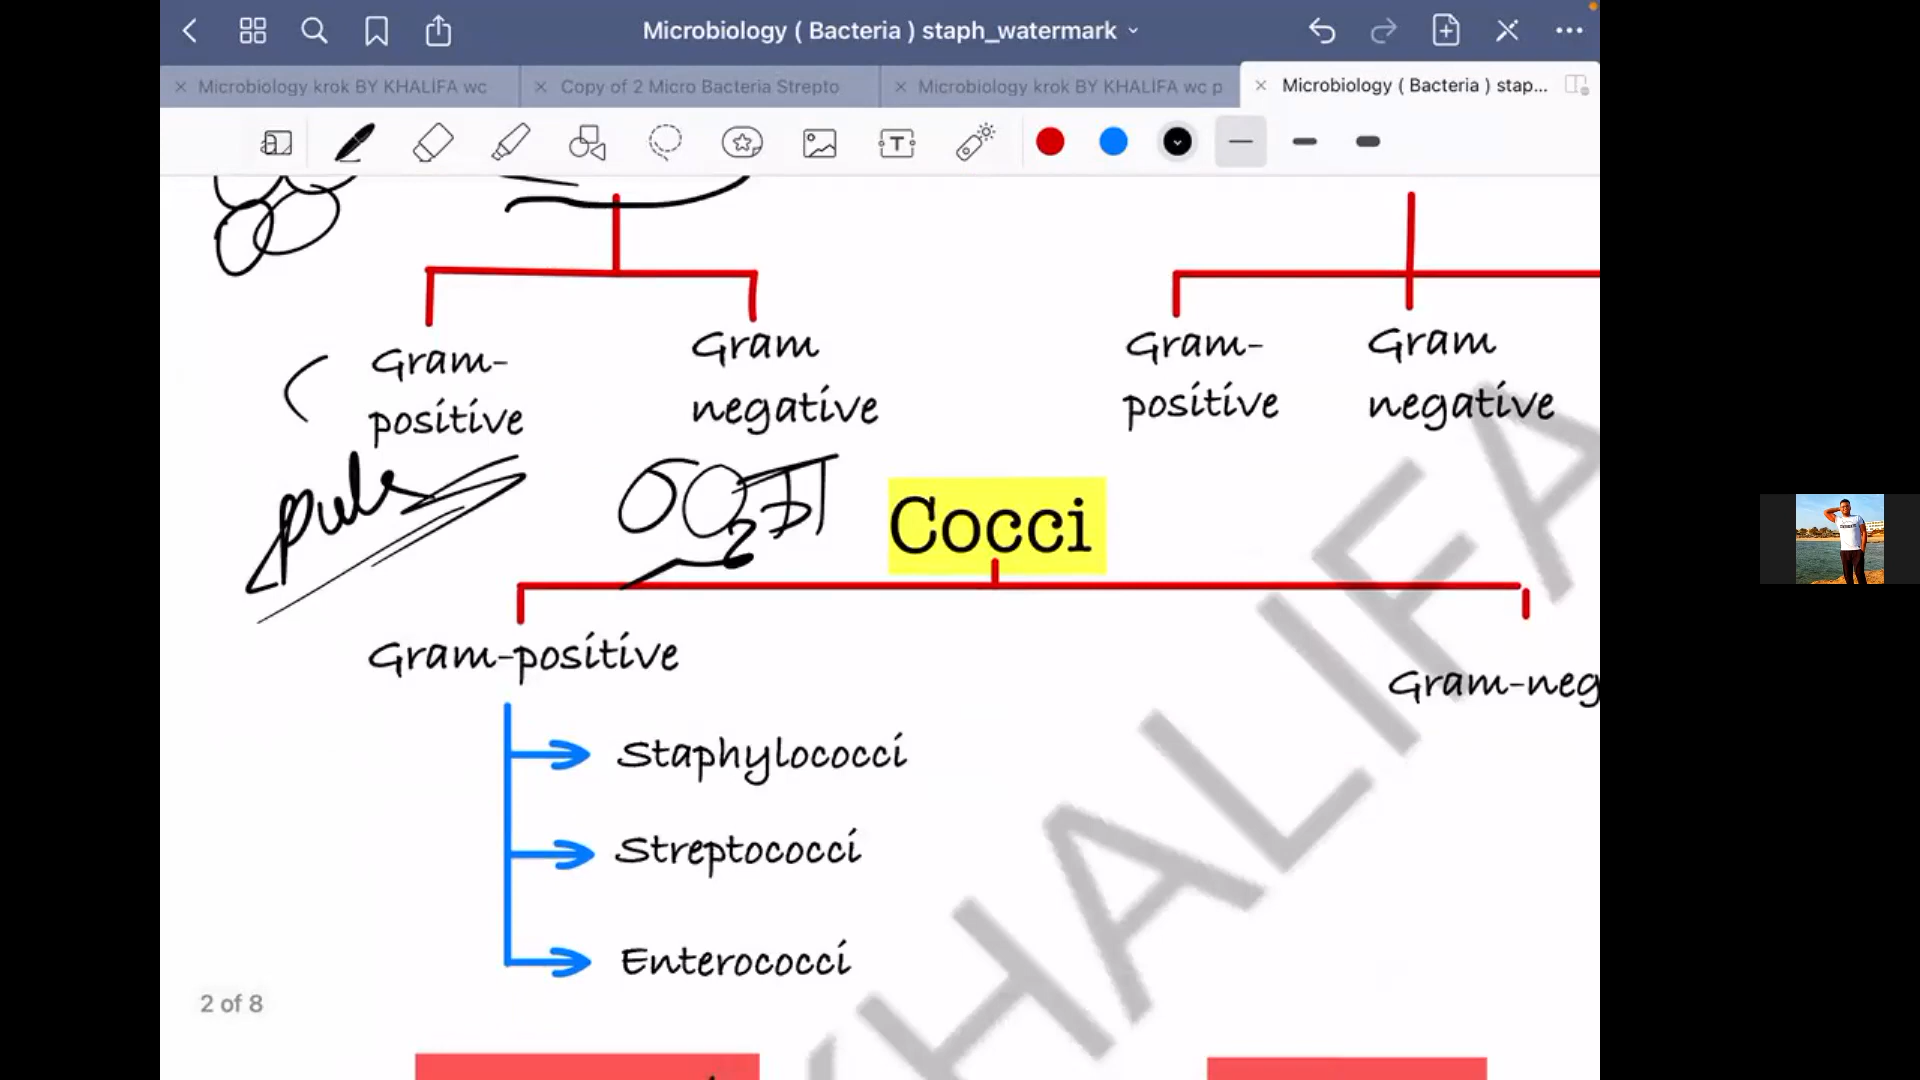 Microbiology ( Bacteria ) staph_watermark
Microbiology krok BY KHALIFA wc
Copy of 2 Micro Bacteria Strepto
Microbiology krok BY KHALIFA wc p
Microbiology ( Bacteria ) stap...
Gram-
positive
Gram
negative
Gram-
positive
Gram
negative
Cocci
Gram-positive
Gram-neg
Staphylococci
Streptococci
Enterococci
2 of 8
KHALIFA